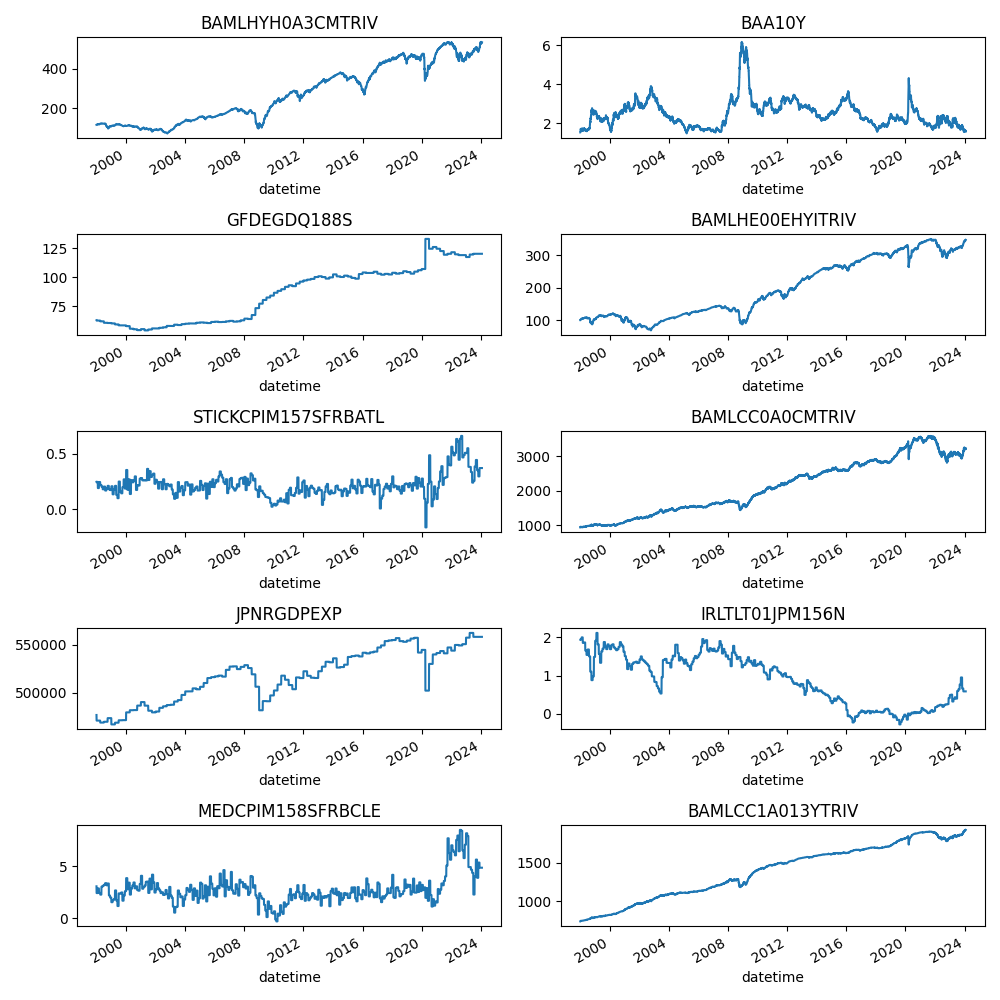 BAMLHYH0A3CMTRIV
400
200
2000 2004 2008 2012 2016 2020 2024
datetime
BAA10Y
6
4
2
2000 2004 2008 2012 2016 2020 2024
datetime
GFDEGDQ188S
125
100
75
2000 2004 2008 2012 2016 2020 2024
datetime
BAMLHE00EHYITRIV
300
200
100
2000 2004 2008 2012 2016 2020 2024
datetime
STICKCPIM157SFRBATL
0.5
0.0
2000 2004 2008 2012 2016 2020 2024
datetime
BAMLCC0A0CMTRIV
3000
2000
1000
2000 2004 2008 2012 2016 2020 2024
datetime
JPNRGDPEXP
550000
500000
2000 2004 2008 2012 2016 2020 2024
datetime
IRLTLT01JPM156N
2
1
0
2000 2004 2008 2012 2016 2020 2024
datetime
MEDCPIM158SFRBCLE
5
0
2000 2004 2008 2012 2016 2020 2024
datetime
BAMLCC1A013YTRIV
1500
1000
2000 2004 2008 2012 2016 2020 2024
datetime